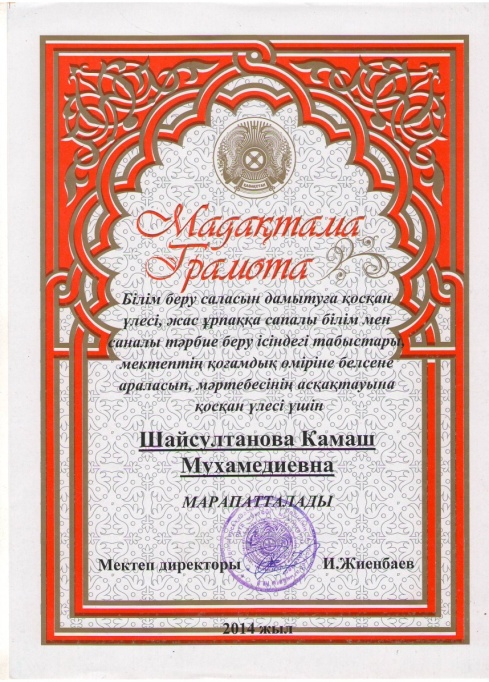 Мадақтама
Грамота
Білім беру саласын дамытуға қосқан
үлесі, жас ұрпаққа сапалы білім мен
саналы тәрбие беру ісіндегі табыстары,
мектептің қоғамдық өміріне белсене
араласып, мәртебесінің асқақтауына
қосқан үлесі үшін
Шайсултанова Камаш
Мухамедиевна
МАРАПАТТАЛАДЫ
Мектеп директоры И.Жиенбаев
2014 жыл